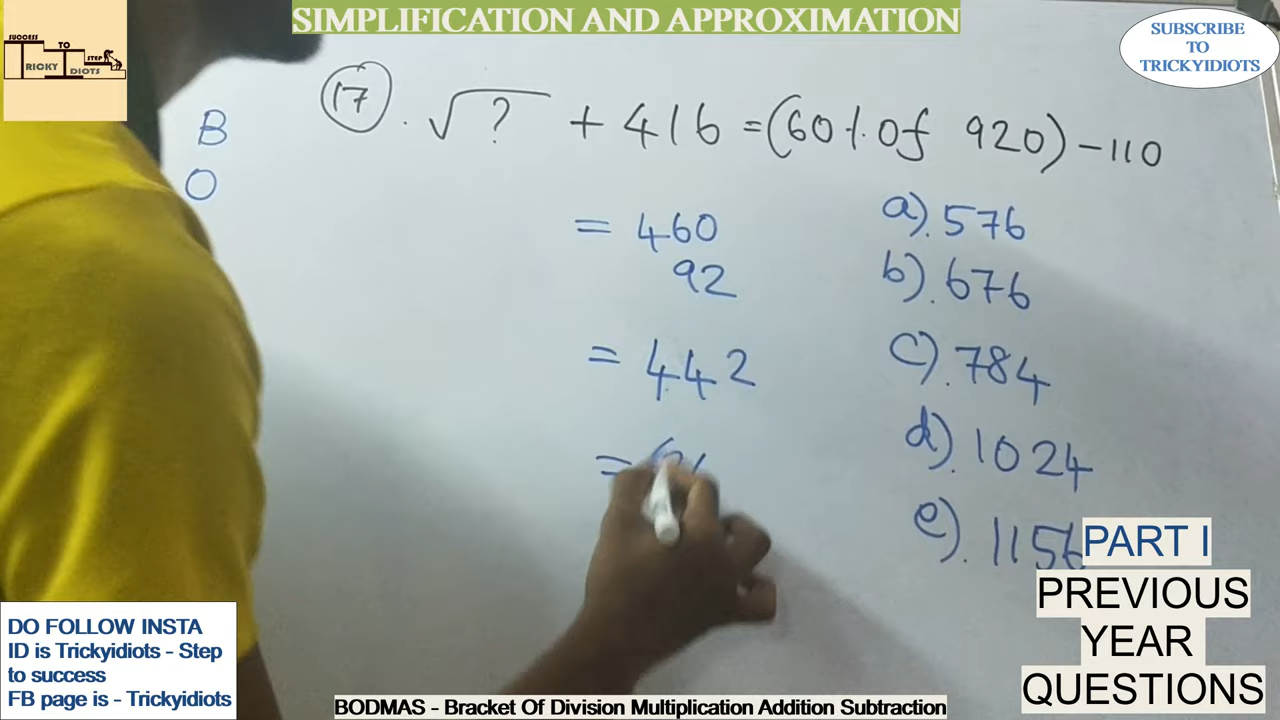 SIMPLIFICATION AND APPROXIMATION
SUCCESS
TO
STEP
TRICKY IDIOTS
SUBSCRIBE
TO
TRICKYIDIOTS
17. √? + 416 = (60% of 920) - 110
B
O
= 460
92
= 442
=
a). 576
b). 676
c). 784
d). 1024
e). 1156
PART I
PREVIOUS
YEAR
QUESTIONS
DO FOLLOW INSTA
ID is Trickyidiots - Step
to success
FB page is - Trickyidiots
BODMAS - Bracket Of Division Multiplication Addition Subtraction